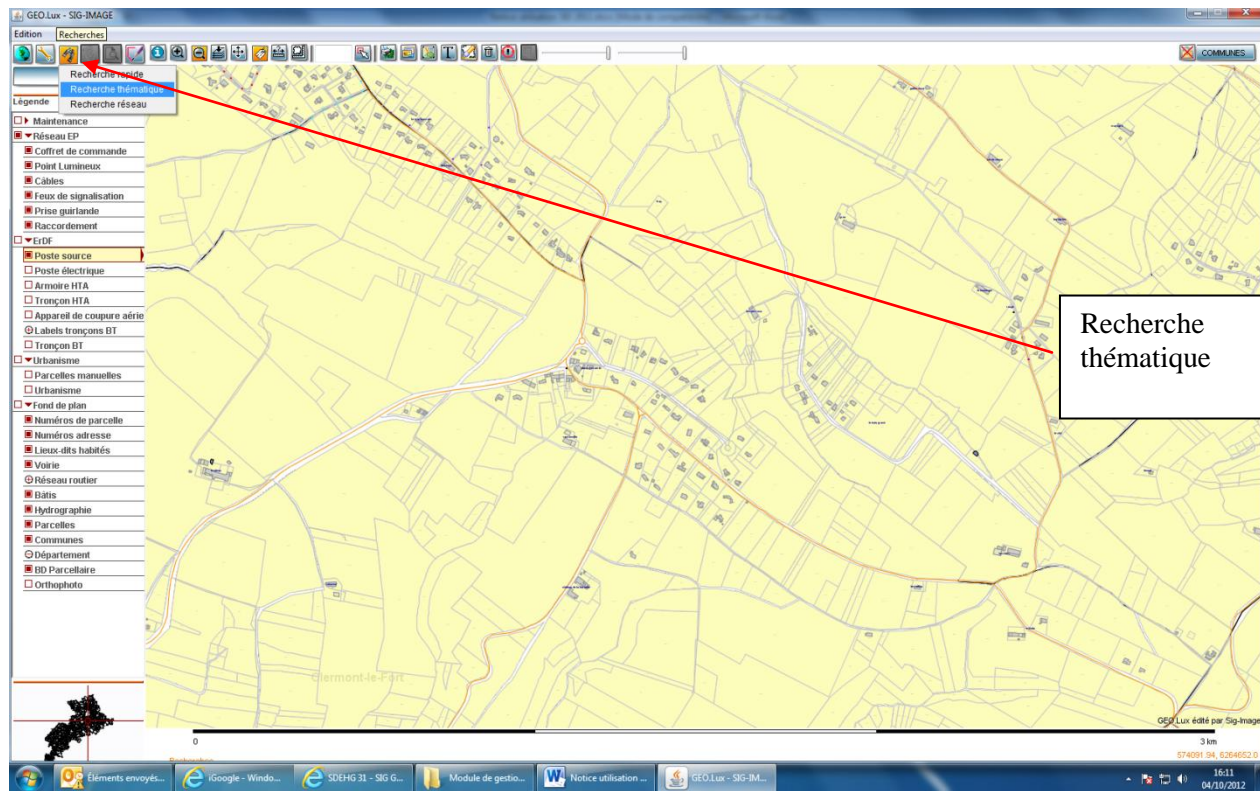 GEO.Lux - SIG-IMAGE
Edition Recherches
COMMUNES
Recherche rapide
Recherche thématique
Recherche réseau
Légende
Maintenance
Réseau EP
Coffret de commande
Point Lumineux
Câbles
Feux de signalisation
Prise guirlande
Raccordement
ErDF
Poste source
Poste électrique
Armoire HTA
Tronçon HTA
Appareil de coupure aérie
Labels tronçons BT
Tronçon BT
Urbanisme
Parcelles manuelles
Urbanisme
Fond de plan
Numéros de parcelle
Numéros adresse
Lieux-dits habités
Voirie
Réseau routier
Bâtis
Hydrographie
Parcelles
Communes
Département
BD Parcellaire
Orthophoto
Recherche
thématique
Clermont-le-Fort
GEO.Lux édité par Sig-Image
0
3 km
574091.94, 6264652.0
Recherches
Éléments envoyés...
iGoogle - Windo...
SDEHG 31 - SIG G...
Module de gestio...
Notice utilisation ...
GEO.Lux - SIG-IM...
16:11
04/10/2012